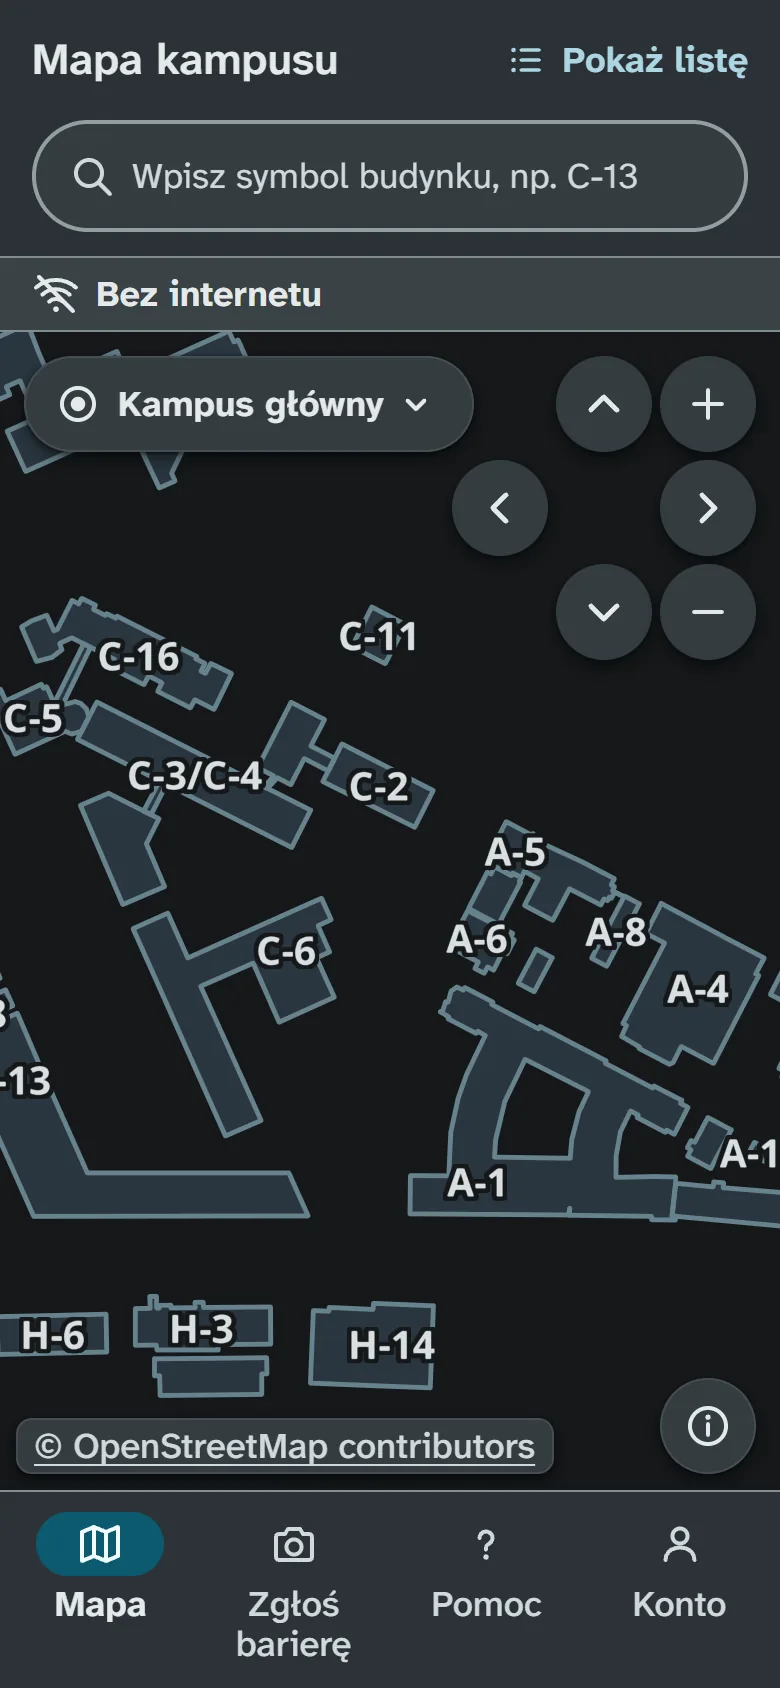 Mapa kampusu
Pokaż listę
Wpisz symbol budynku, np. C-13
Bez internetu
Kampus główny
C-11
C-16
C-5
C-3/C-4
C-2
A-5
A-6
A-8
C-6
A-4
-13
A-1
A-1
H-6
H-3
H-14
© OpenStreetMap contributors
Mapa
Zgłoś
barierę
Pomoc
Konto